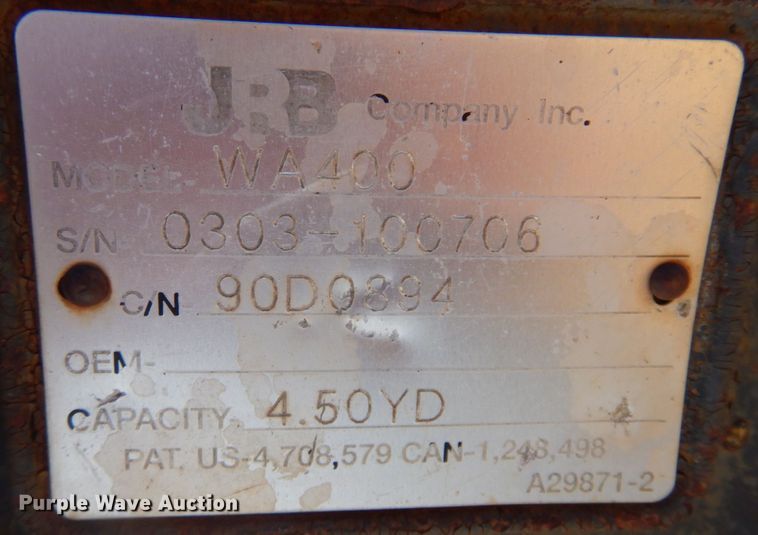 JRB Company Inc.
MODEL- WA400
S/N- 0303-100706
C/N 90D0894
OEM-
CAPACITY- 4.50YD
PAT. US-4,708,579 CAN-1,248,498
A29871-2
Purple Wave Auction